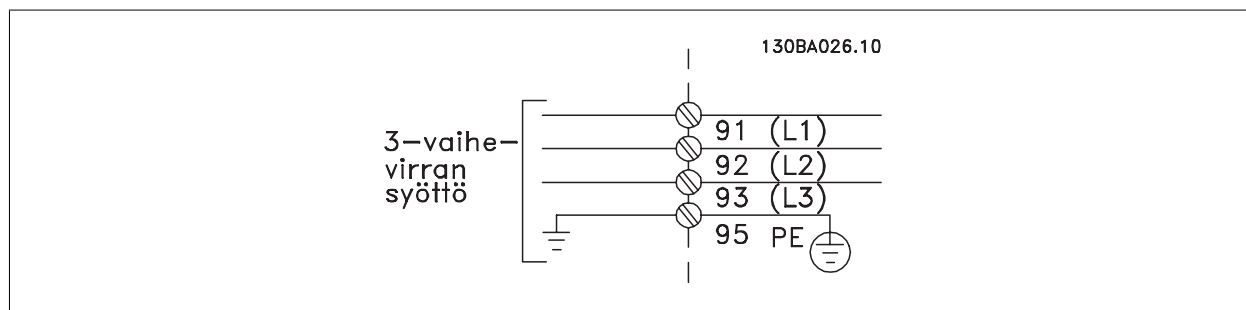 130BA026.10
3-vaihe-
virran
syöttö
91 (L1)
92 (L2)
93 (L3)
95 PE